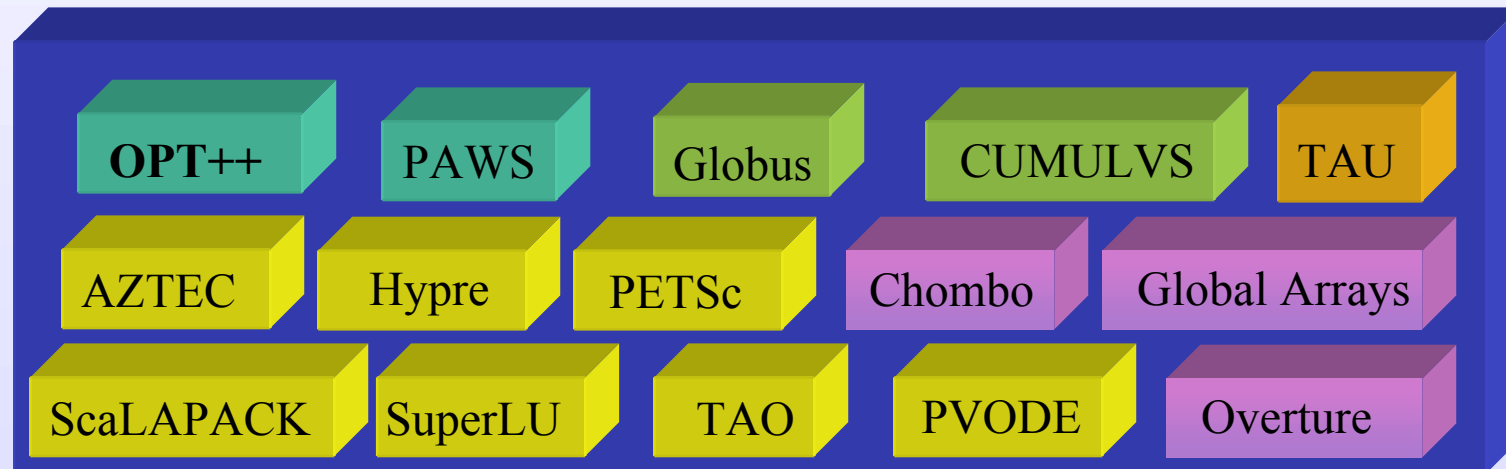 OPT++ PAWS Globus CUMULVS TAU
AZTEC Hypre PETSc Chombo Global Arrays
ScaLAPACK SuperLU TAO PVODE Overture